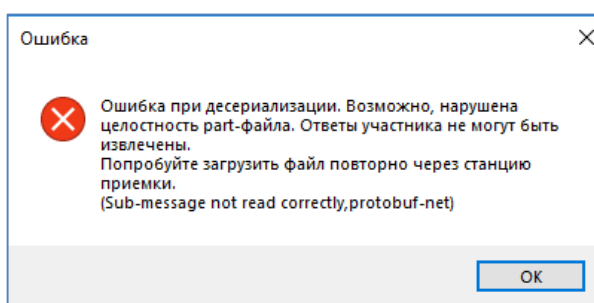 Ошибка
Ошибка при десериализации. Возможно, нарушена
целостность part-файла. Ответы участника не могут быть
извлечены.
Попробуйте загрузить файл повторно через станцию
приемки.
(Sub-message not read correctly,protobuf-net)
ОК